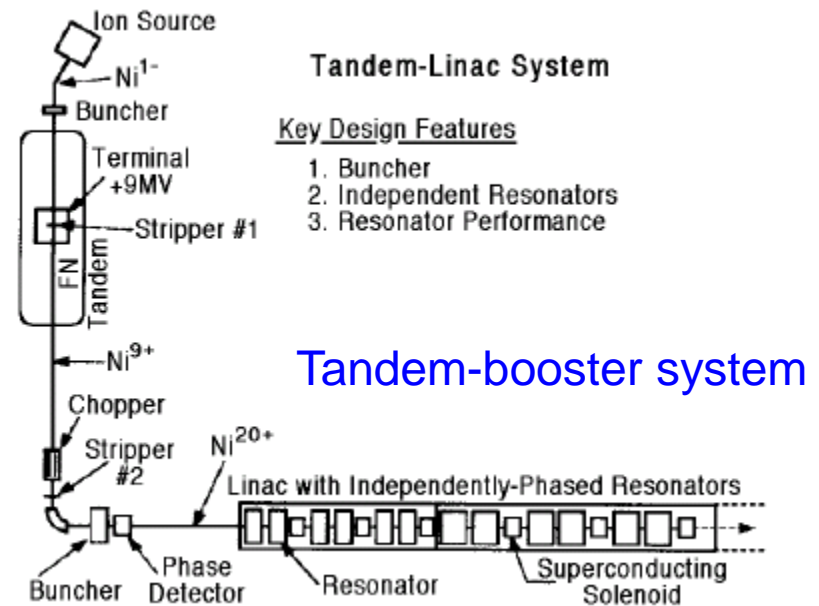 Ion Source
Ni1-
Buncher
Terminal
+9MV
Stripper #1
FN
Tandem
Ni9+
Chopper
Stripper
#2
Tandem-Linac System
Key Design Features
1. Buncher
2. Independent Resonators
3. Resonator Performance
Tandem-booster system
Ni20+
Linac with Independently-Phased Resonators
Buncher
Phase
Detector
Resonator
Superconducting
Solenoid